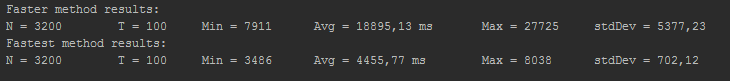 Faster method results:
N = 3200 T = 100 Min = 7911 Avg = 18895,13 ms Max = 27725 stdDev = 5377,23
Fastest method results:
N = 3200 T = 100 Min = 3486 Avg = 4455,77 ms Max = 8038 stdDev = 702,12